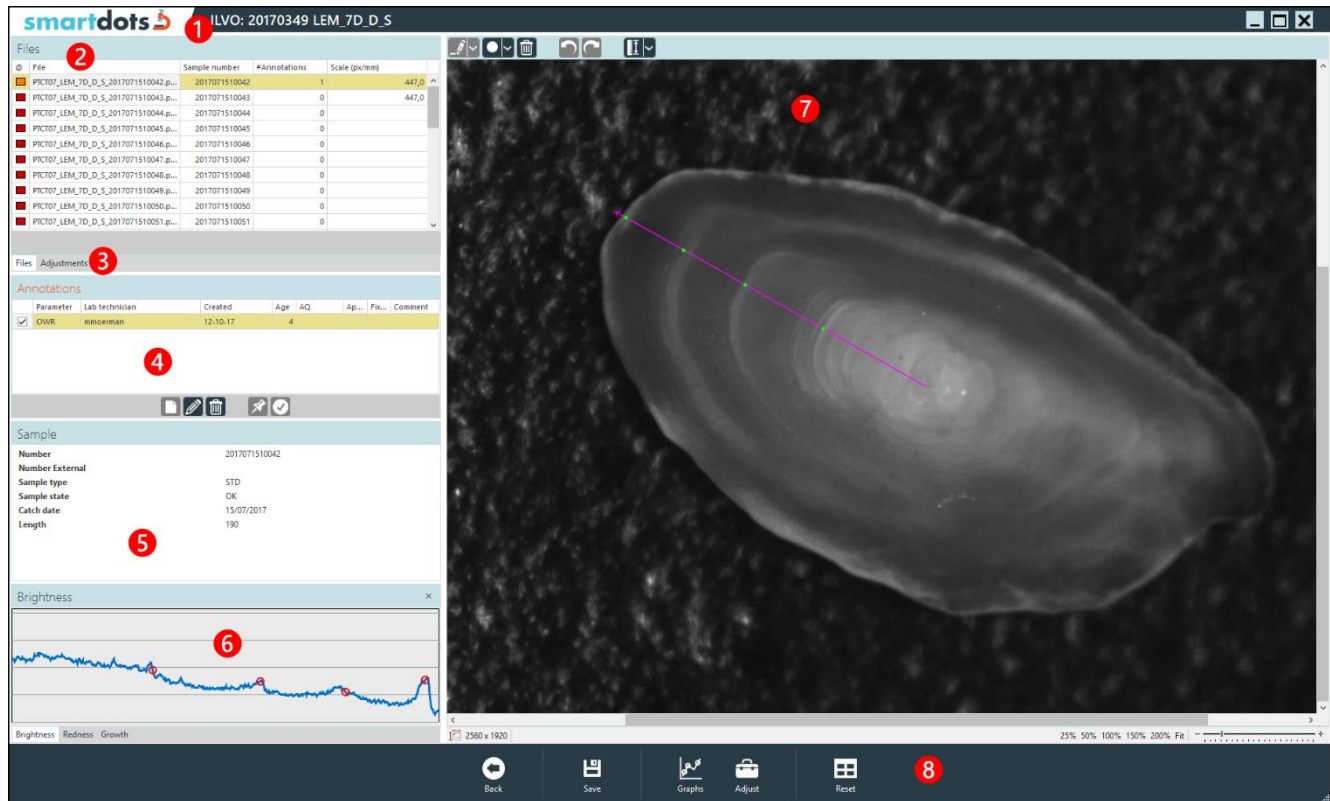 smartdots
1
ILVO: 20170349 LEM_7D_D_S
Files
2
File Sample number #Annotations Scale (px/mm)
PTCT07_LEM_7D_D_S_2017071510042.p... 2017071510042 1 447,0
PTCT07_LEM_7D_D_S_2017071510043.p... 2017071510043 0 447,0
PTCT07_LEM_7D_D_S_2017071510044.p... 2017071510044 0
PTCT07_LEM_7D_D_S_2017071510045.p... 2017071510045 0
PTCT07_LEM_7D_D_S_2017071510046.p... 2017071510046 0
PTCT07_LEM_7D_D_S_2017071510047.p... 2017071510047 0
PTCT07_LEM_7D_D_S_2017071510048.p... 2017071510048 0
PTCT07_LEM_7D_D_S_2017071510049.p... 2017071510049 0
PTCT07_LEM_7D_D_S_2017071510050.p... 2017071510050 0
PTCT07_LEM_7D_D_S_2017071510051.p... 2017071510051 0
Files Adjustments 3
Annotations
Parameter Lab technician Created Age AQ Ap... Fix... Comment
OWR mmoerman 12-10-17 4
4
Sample
Number 2017071510042
Number External
Sample type STD
Sample state OK
Catch date 15/07/2017
Length 190
5
Brightness
6
Brightness Redness Growth
7
2560 x 1920 25% 50% 100% 150% 200% Fit - +
Back Save Graphs Adjust Reset
8